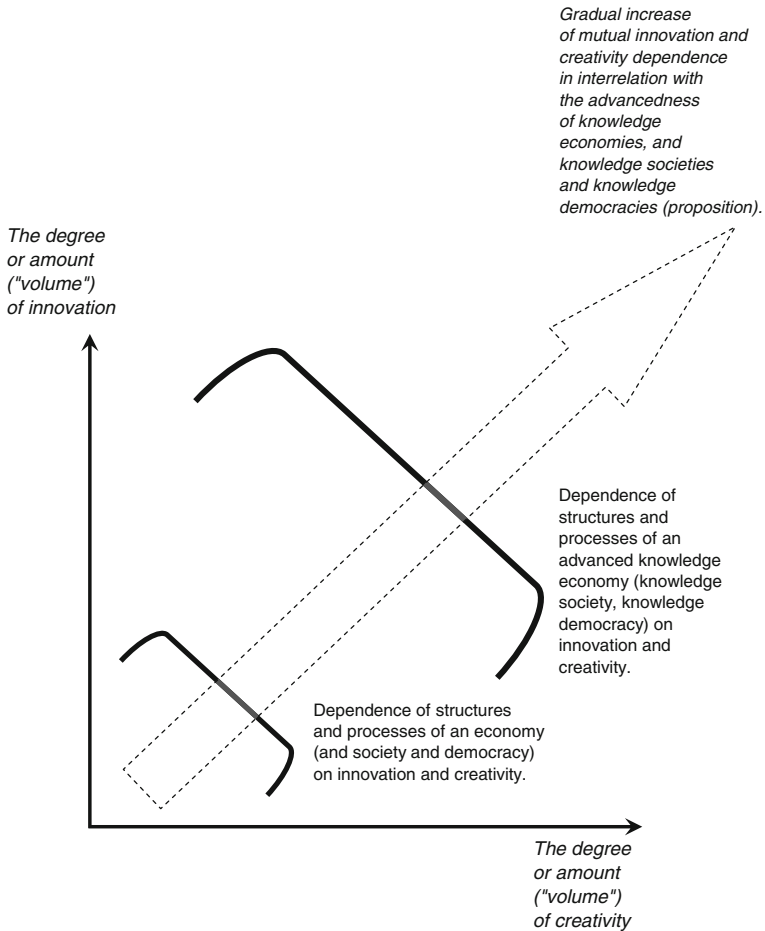 Gradual increase
of mutual innovation and
creativity dependence
in interrelation with
the advancedness
of knowledge
economies, and
knowledge societies
and knowledge
democracies (proposition).
The degree
or amount
("volume")
of innovation
Dependence of
structures and
processes of an
advanced knowledge
economy (knowledge
society, knowledge
democracy) on
innovation and
creativity.
Dependence of structures
and processes of an economy
(and society and democracy)
on innovation and creativity.
The degree
or amount
("volume")
of creativity